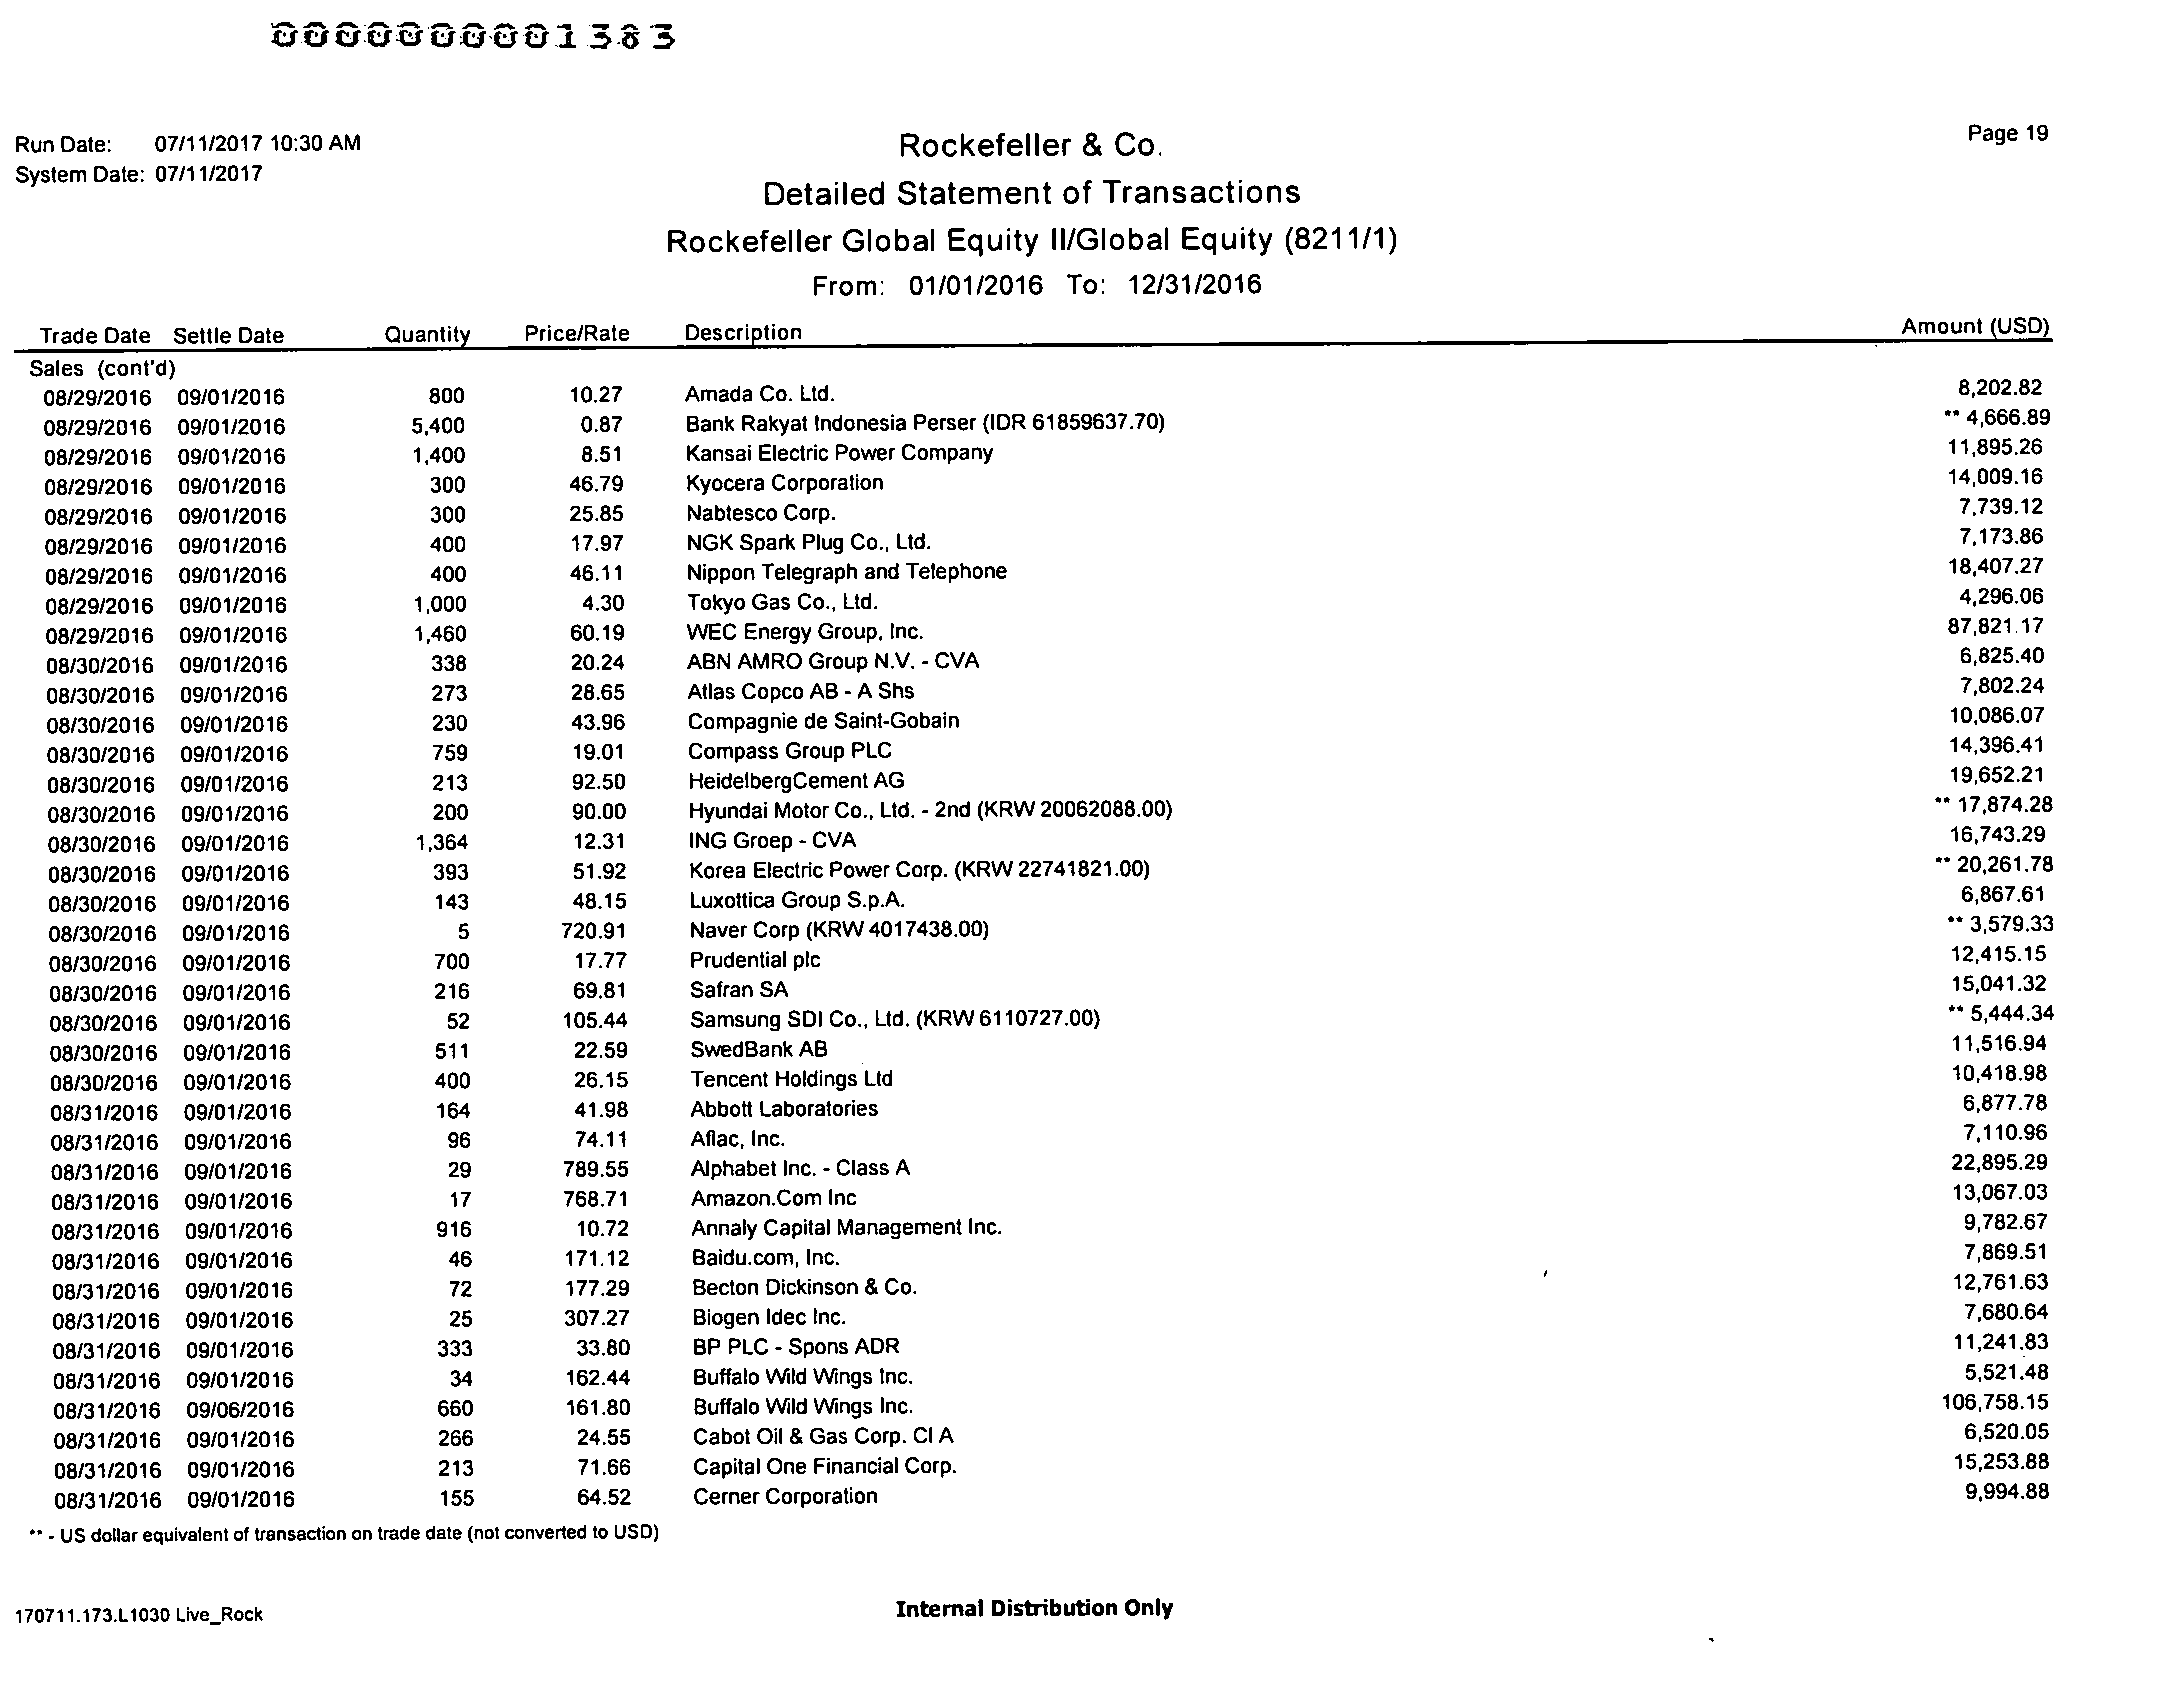 0000000001383
Page 19
Run Date: 07/11/2017 10:30 AM
System Date: 07/11/2017
Rockefeller & Co.
Detailed Statement of Transactions
Rockefeller Global Equity II/Global Equity (8211/1)
From: 01/01/2016 To: 12/31/2016
Trade Date Settle Date Quantity Price/Rate Description Amount (USD)
Sales (cont'd)
08/29/2016 09/01/2016 800 10.27 Amada Co. Ltd. 8,202.82
08/29/2016 09/01/2016 5,400 0.87 Bank Rakyat Indonesia Perser (IDR 61859637.70) ** 4,666.89
08/29/2016 09/01/2016 1,400 8.51 Kansai Electric Power Company 11,895.26
08/29/2016 09/01/2016 300 46.79 Kyocera Corporation 14,009.16
08/29/2016 09/01/2016 300 25.85 Nabtesco Corp. 7,739.12
08/29/2016 09/01/2016 400 17.97 NGK Spark Plug Co., Ltd. 7,173.86
08/29/2016 09/01/2016 400 46.11 Nippon Telegraph and Telephone 18,407.27
08/29/2016 09/01/2016 1,000 4.30 Tokyo Gas Co., Ltd. 4,296.06
08/29/2016 09/01/2016 1,460 60.19 WEC Energy Group, Inc. 87,821.17
08/30/2016 09/01/2016 338 20.24 ABN AMRO Group N.V. - CVA 6,825.40
08/30/2016 09/01/2016 273 28.65 Atlas Copco AB - A Shs 7,802.24
08/30/2016 09/01/2016 230 43.96 Compagnie de Saint-Gobain 10,086.07
08/30/2016 09/01/2016 759 19.01 Compass Group PLC 14,396.41
08/30/2016 09/01/2016 213 92.50 HeidelbergCement AG 19,652.21
08/30/2016 09/01/2016 200 90.00 Hyundai Motor Co., Ltd. - 2nd (KRW 20062088.00) ** 17,874.28
08/30/2016 09/01/2016 1,364 12.31 ING Groep - CVA 16,743.29
08/30/2016 09/01/2016 393 51.92 Korea Electric Power Corp. (KRW 22741821.00) ** 20,261.78
08/30/2016 09/01/2016 143 48.15 Luxottica Group S.p.A. 6,867.61
08/30/2016 09/01/2016 5 720.91 Naver Corp (KRW 4017438.00) ** 3,579.33
08/30/2016 09/01/2016 700 17.77 Prudential plc 12,415.15
08/30/2016 09/01/2016 216 69.81 Safran SA 15,041.32
08/30/2016 09/01/2016 52 105.44 Samsung SDI Co., Ltd. (KRW 6110727.00) ** 5,444.34
08/30/2016 09/01/2016 511 22.59 SwedBank AB 11,516.94
08/30/2016 09/01/2016 400 26.15 Tencent Holdings Ltd 10,418.98
08/31/2016 09/01/2016 164 41.98 Abbott Laboratories 6,877.78
08/31/2016 09/01/2016 96 74.11 Aflac, Inc. 7,110.96
08/31/2016 09/01/2016 29 789.55 Alphabet Inc. - Class A 22,895.29
08/31/2016 09/01/2016 17 768.71 Amazon.Com Inc 13,067.03
08/31/2016 09/01/2016 916 10.72 Annaly Capital Management Inc. 9,782.67
08/31/2016 09/01/2016 46 171.12 Baidu.com, Inc. 7,869.51
08/31/2016 09/01/2016 72 177.29 Becton Dickinson & Co. 12,761.63
08/31/2016 09/01/2016 25 307.27 Biogen Idec Inc. 7,680.64
08/31/2016 09/01/2016 333 33.80 BP PLC - Spons ADR 11,241.83
08/31/2016 09/01/2016 34 162.44 Buffalo Wild Wings Inc. 5,521.48
08/31/2016 09/06/2016 660 161.80 Buffalo Wild Wings Inc. 106,758.15
08/31/2016 09/01/2016 266 24.55 Cabot Oil & Gas Corp. Cl A 6,520.05
08/31/2016 09/01/2016 213 71.66 Capital One Financial Corp. 15,253.88
08/31/2016 09/01/2016 155 64.52 Cerner Corporation 9,994.88
** - US dollar equivalent of transaction on trade date (not converted to USD)
170711.173.L1030 Live_Rock
Internal Distribution Only